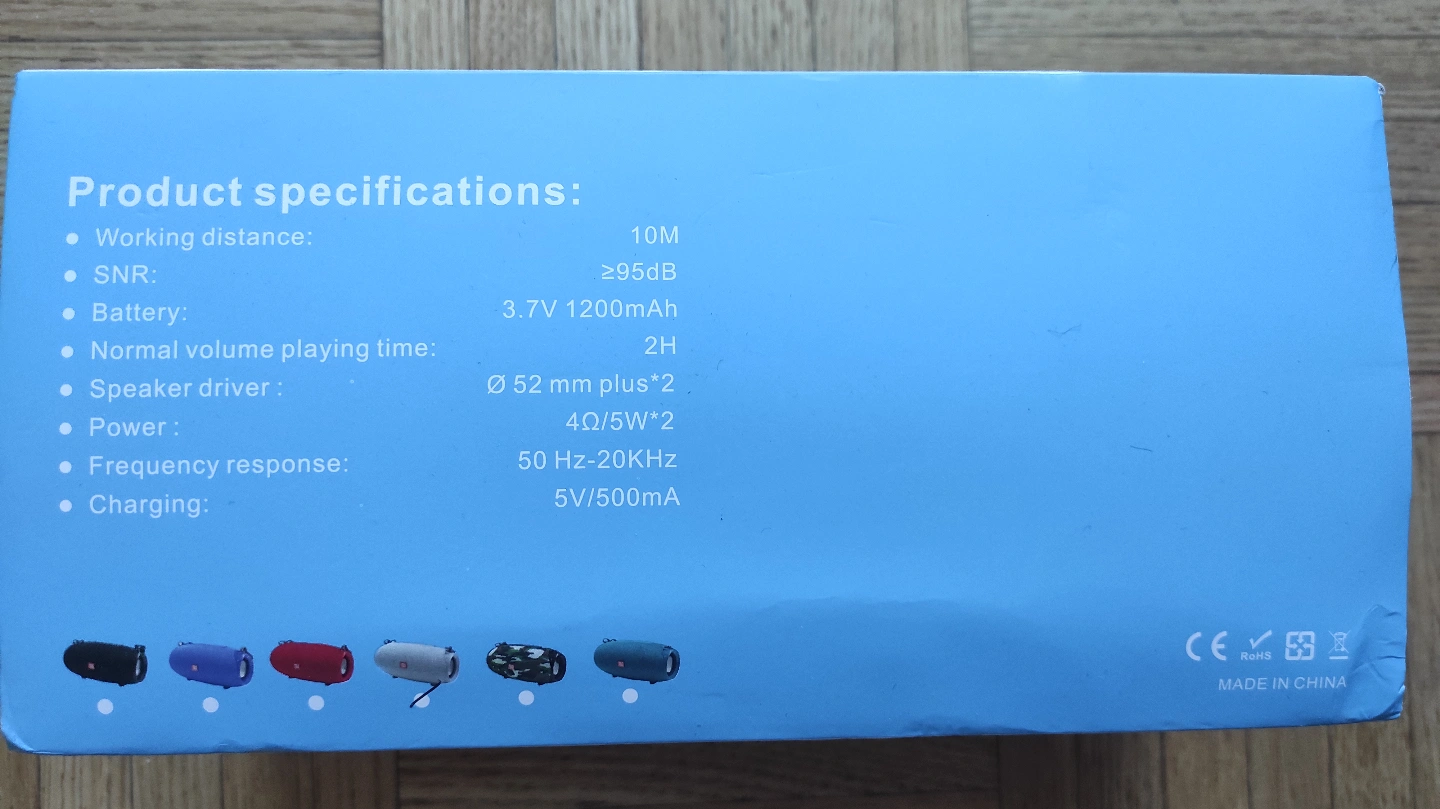 Product specifications:
● Working distance: 10M
● SNR: ≥95dB
● Battery: 3.7V 1200mAh
● Normal volume playing time: 2H
● Speaker driver : Ø 52 mm plus*2
● Power : 4Ω/5W*2
● Frequency response: 50 Hz-20KHz
● Charging: 5V/500mA
CE RoHS
MADE IN CHINA